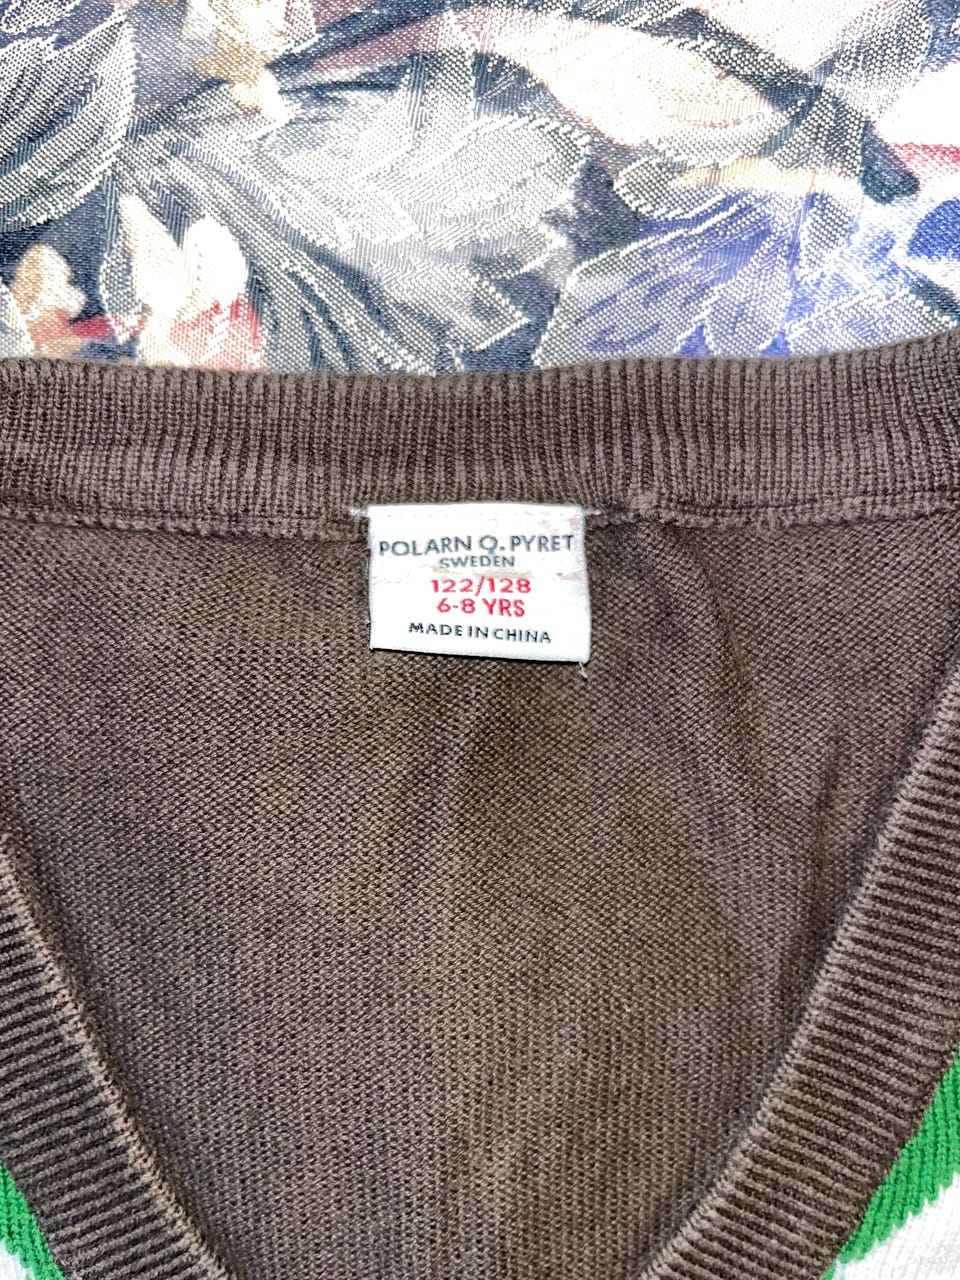 POLARN O. PYRET
SWEDEN
122/128
6-8 YRS
MADE IN CHINA